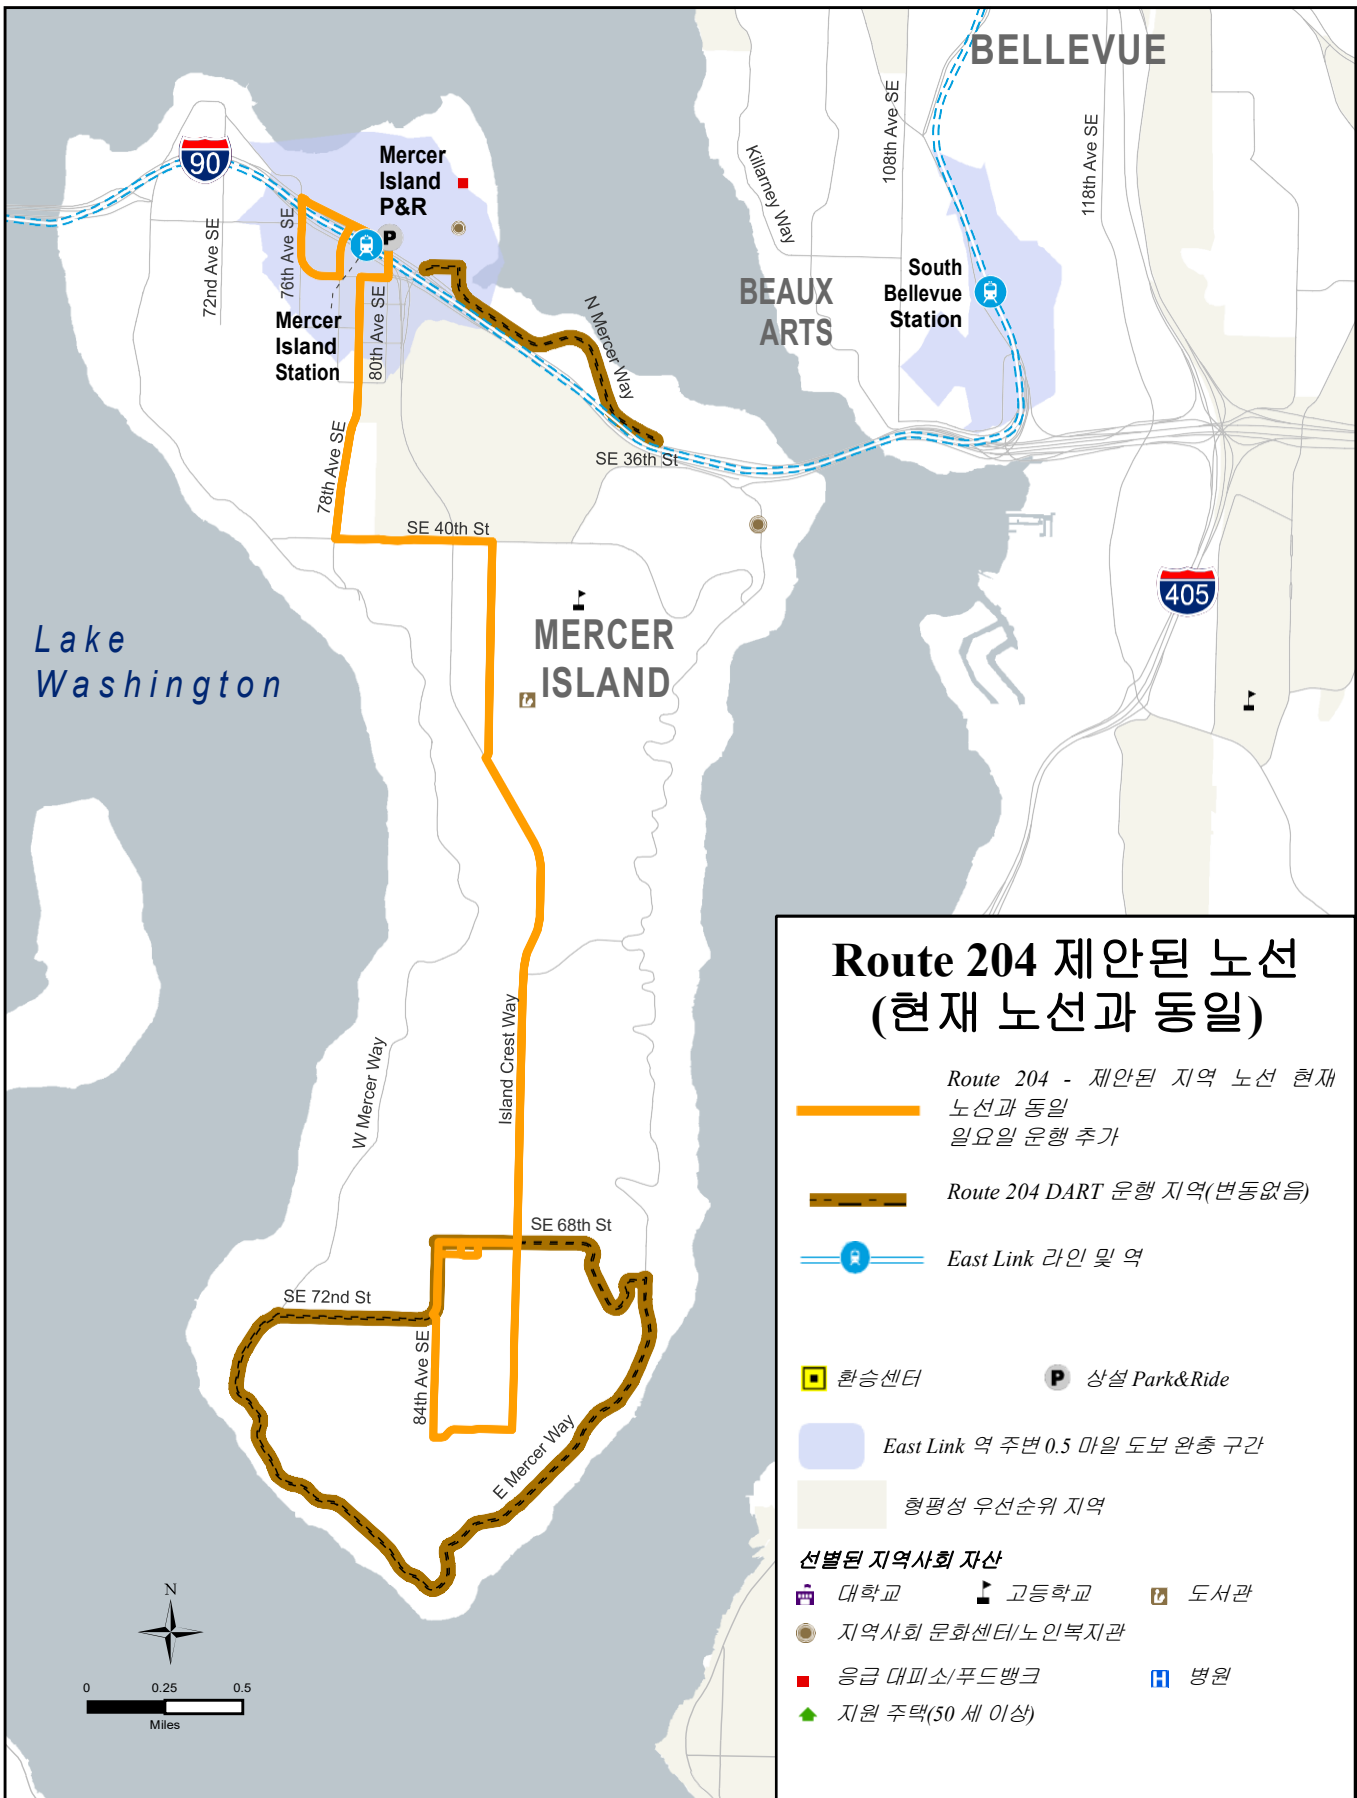 BELLEVUE
108th Ave SE
118th Ave SE
Killarney Way
90
Mercer
Island
P&R
P
72nd Ave SE
76th Ave SE
80th Ave SE
Mercer
Island
Station
N Mercer Way
BEAUX
ARTS
South
Bellevue
Station
78th Ave SE
SE 36th St
SE 40th St
405
MERCER
ISLAND
Lake
Washington
Island Crest Way
W Mercer Way
SE 68th St
SE 72nd St
84th Ave SE
E Mercer Way
N
0 0.25 0.5
Miles
Route 204 제안된 노선
(현재 노선과 동일)
Route 204 - 제안된 지역 노선 현재
노선과 동일
일요일 운행 추가
Route 204 DART 운행 지역(변동없음)
East Link 라인 및 역
환승센터
P 상설 Park&Ride
East Link 역 주변 0.5 마일 도보 완충 구간
형평성 우선순위 지역
선별된 지역사회 자산
대학교 고등학교 도서관
지역사회 문화센터/노인복지관
응급 대피소/푸드뱅크 H 병원
지원 주택(50 세 이상)